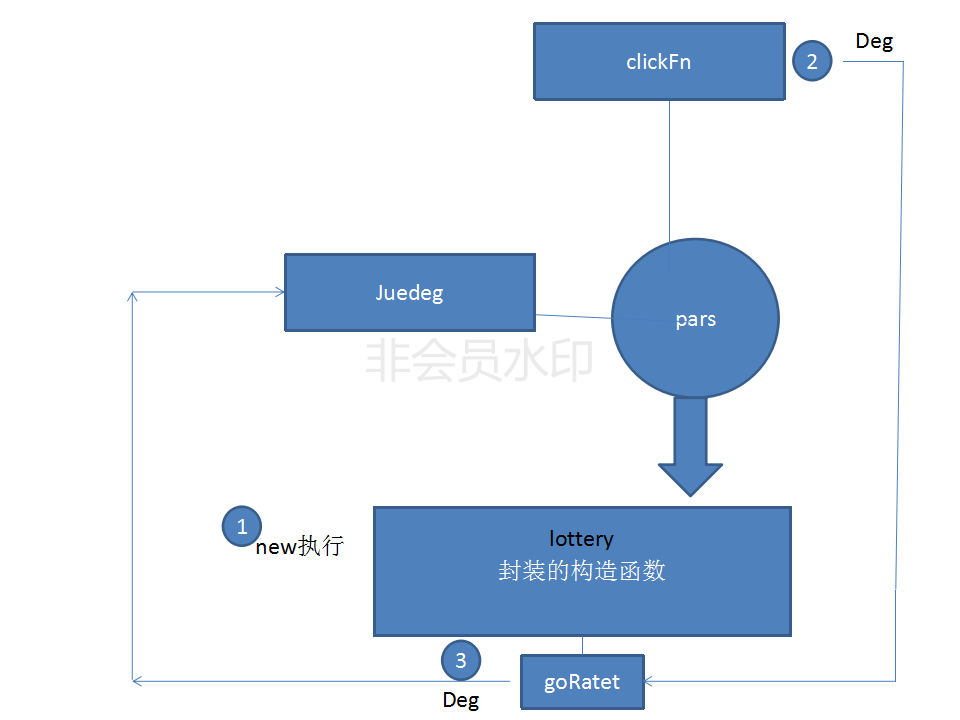 Deg
clickFn
2
Juedeg
pars
非会员水印
1
new执行
lottery
封装的构造函数
3
goRatet
Deg